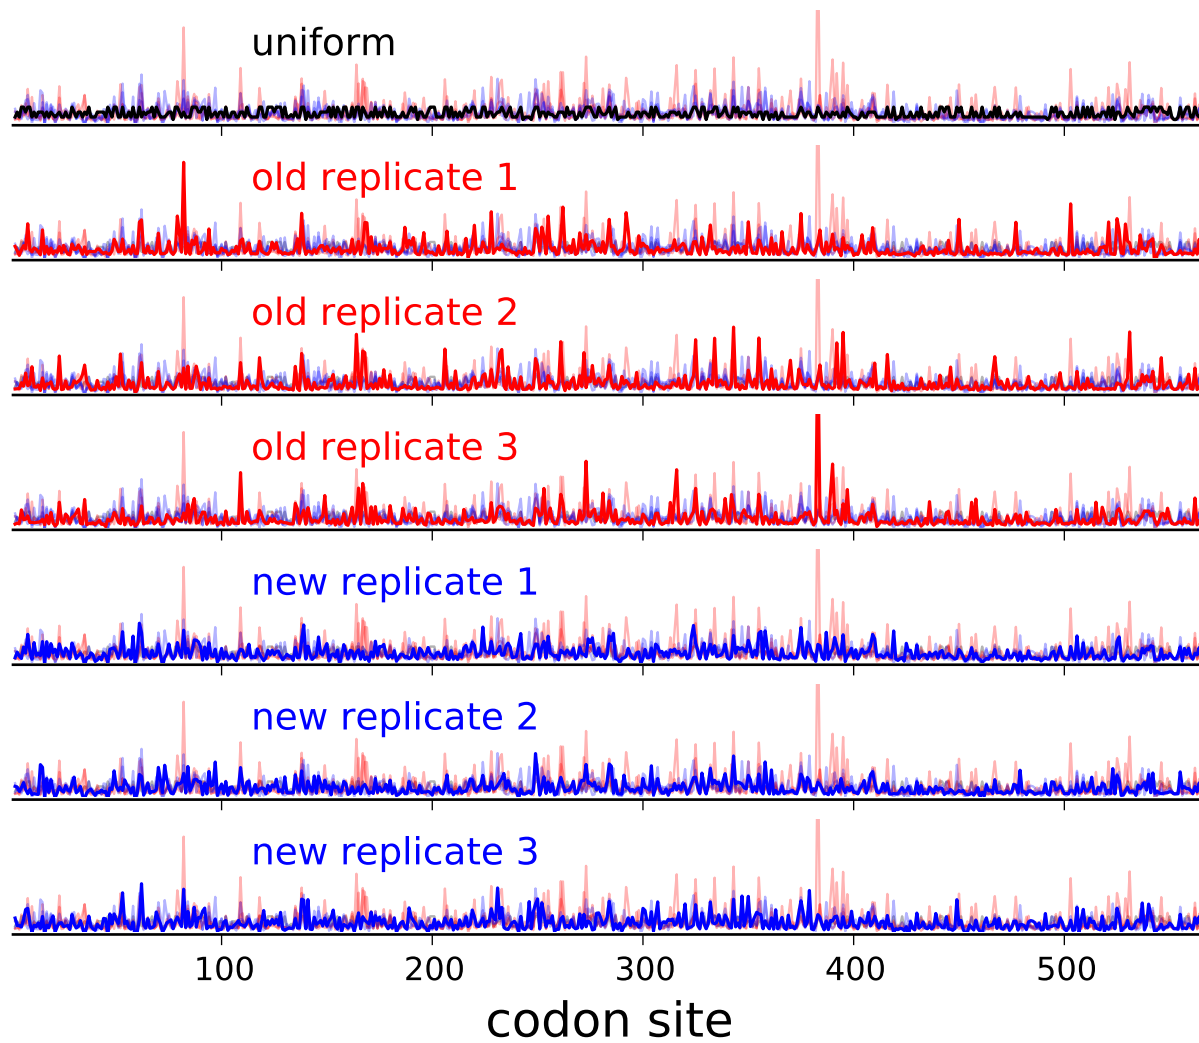 uniform
old replicate 1
old replicate 2
old replicate 3
new replicate 1
new replicate 2
new replicate 3
100 200 300 400 500
codon site